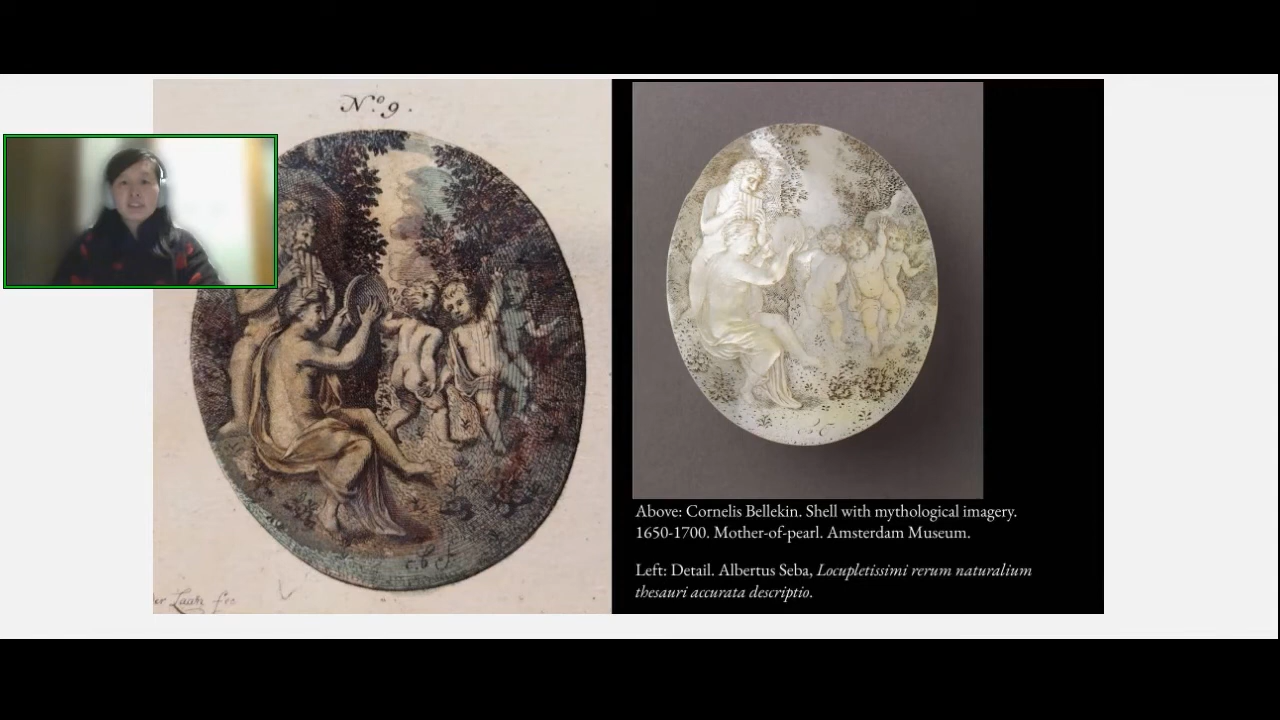 Nº 9.
Above: Cornelis Bellekin. Shell with mythological imagery.
1650-1700. Mother-of-pearl. Amsterdam Museum.
Left: Detail. Albertus Seba, Locupletissimi rerum naturalium
thesauri accurata descriptio.